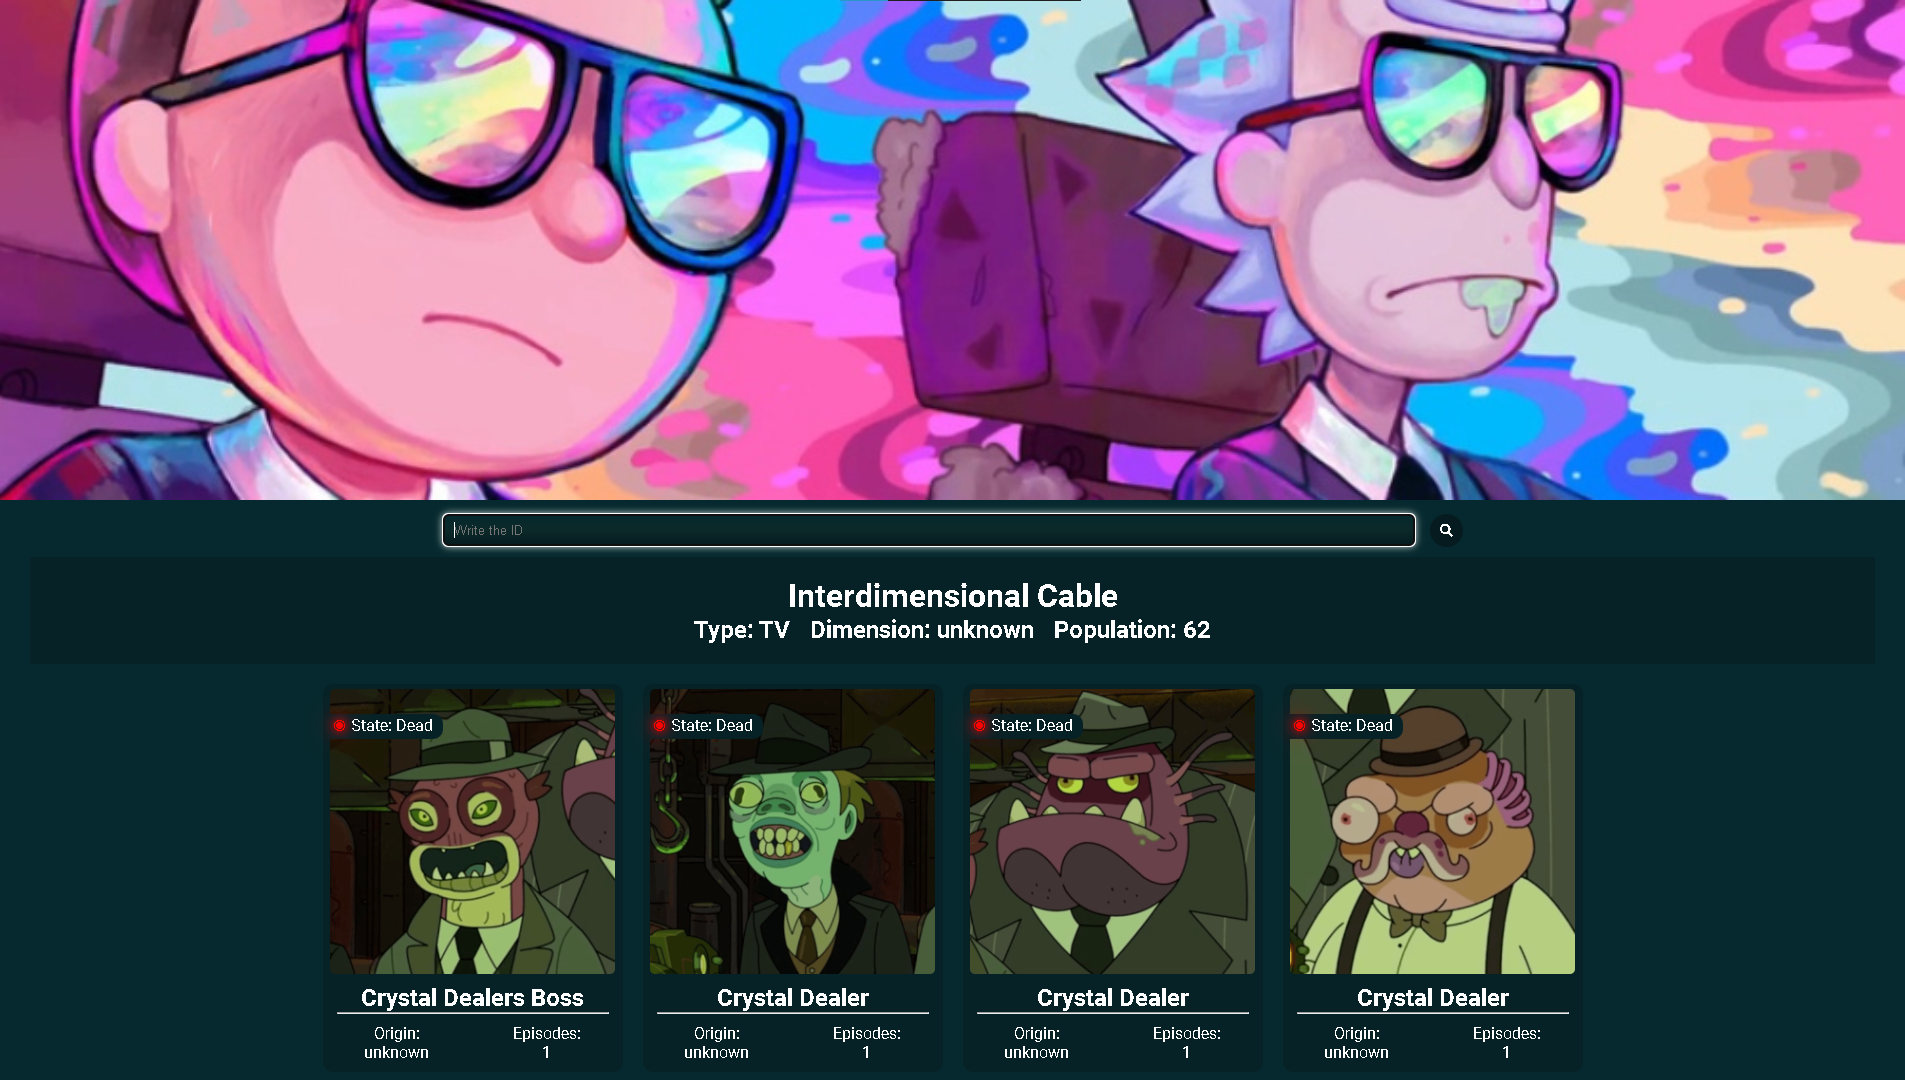 Write the ID
Interdimensional Cable
Type: TV Dimension: unknown Population: 62
State: Dead
State: Dead
State: Dead
State: Dead
Crystal Dealers Boss
Crystal Dealer
Crystal Dealer
Crystal Dealer
Origin: Episodes:
unknown 1
Origin: Episodes:
unknown 1
Origin: Episodes:
unknown 1
Origin: Episodes:
unknown 1